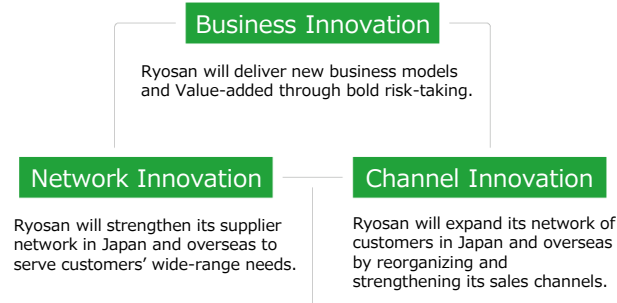 Business Innovation
Ryosan will deliver new business models
and Value-added through bold risk-taking.
Network Innovation
Ryosan will strengthen its supplier
network in Japan and overseas to
serve customers’ wide-range needs.
Channel Innovation
Ryosan will expand its network of
customers in Japan and overseas
by reorganizing and
strengthening its sales channels.